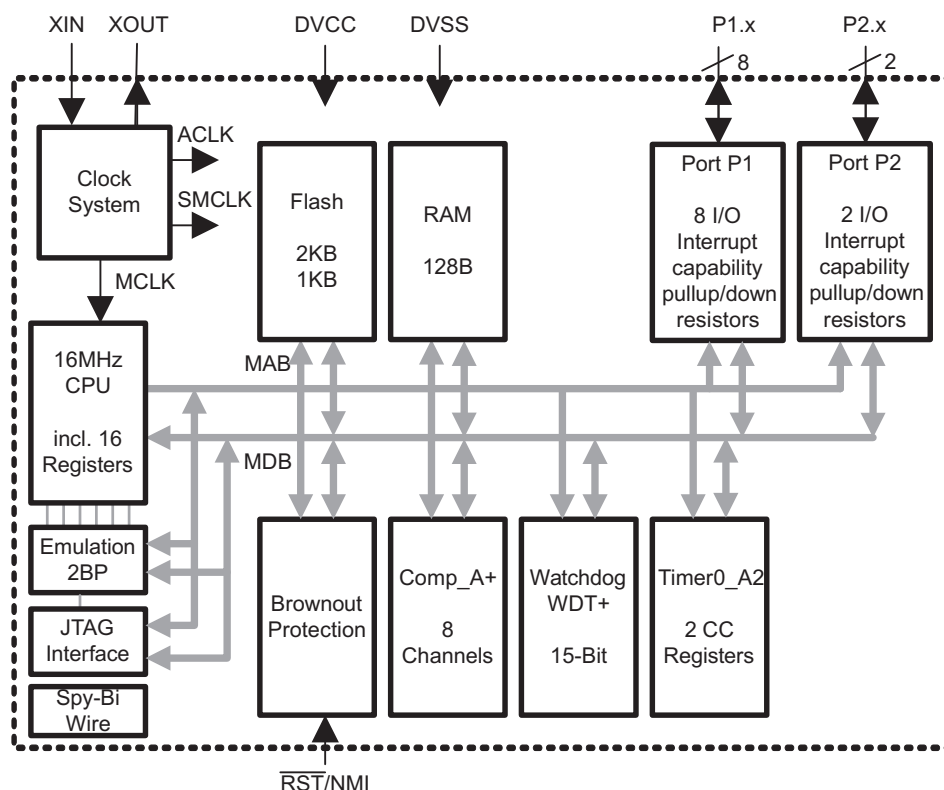 XIN
XOUT
DVCC
DVSS
P1.x
P2.x
8
2
Clock
System
ACLK
SMCLK
MCLK
Flash
2KB
1KB
RAM
128B
Port P1
8 I/O
Interrupt
capability
pullup/down
resistors
Port P2
2 I/O
Interrupt
capability
pullup/down
resistors
16MHz
CPU
incl. 16
Registers
MAB
MDB
Emulation
2BP
JTAG
Interface
Spy-Bi
Wire
Brownout
Protection
Comp_A+
8
Channels
Watchdog
WDT+
15-Bit
Timer0_A2
2 CC
Registers
RST/NMI